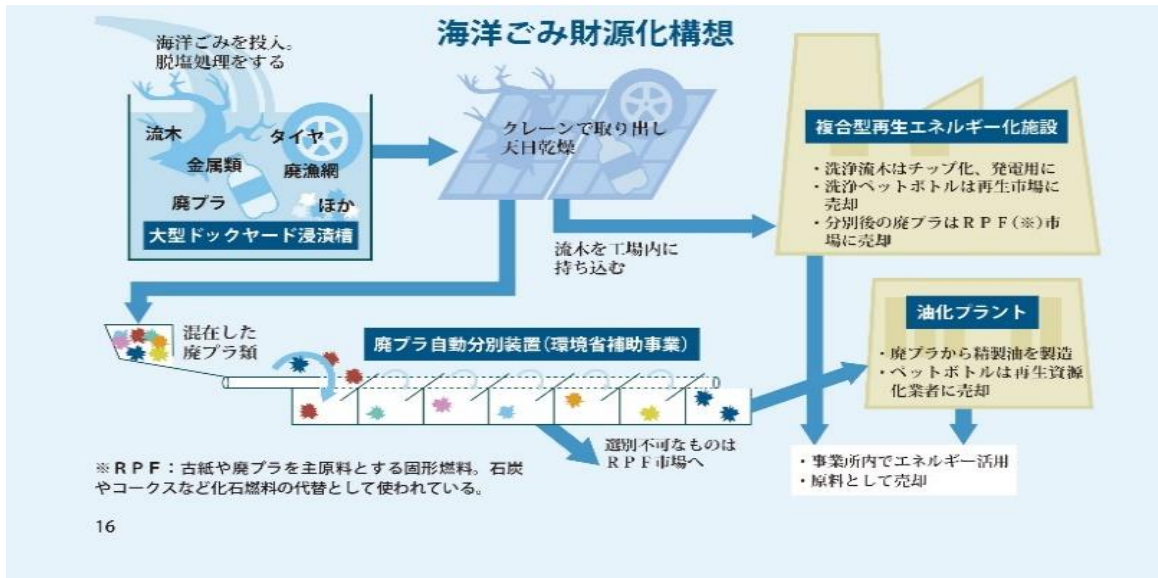 海洋ごみ財源化構想
海洋ごみを投入。
脱塩処理をする
流木
タイヤ
金属類
廃漁網
廃プラ
ほか
大型ドックヤード浸漬槽
クレーンで取り出し
天日乾燥
複合型再生エネルギー化施設
・洗浄流木はチップ化、発電用に
・洗浄ペットボトルは再生市場に
売却
・分別後の廃プラはRPF(※)市
場に売却
流木を工場内に
持ち込む
混在した
廃プラ類
廃プラ自動分別装置(環境省補助事業)
油化プラント
・廃プラから精製油を製造
・ペットボトルは再生資源
化業者に売却
選別不可なものは
RPF市場へ
・事業所内でエネルギー活用
・原料として売却
※RPF：古紙や廃プラを主原料とする固形燃料。石炭
やコークスなど化石燃料の代替として使われている。
16